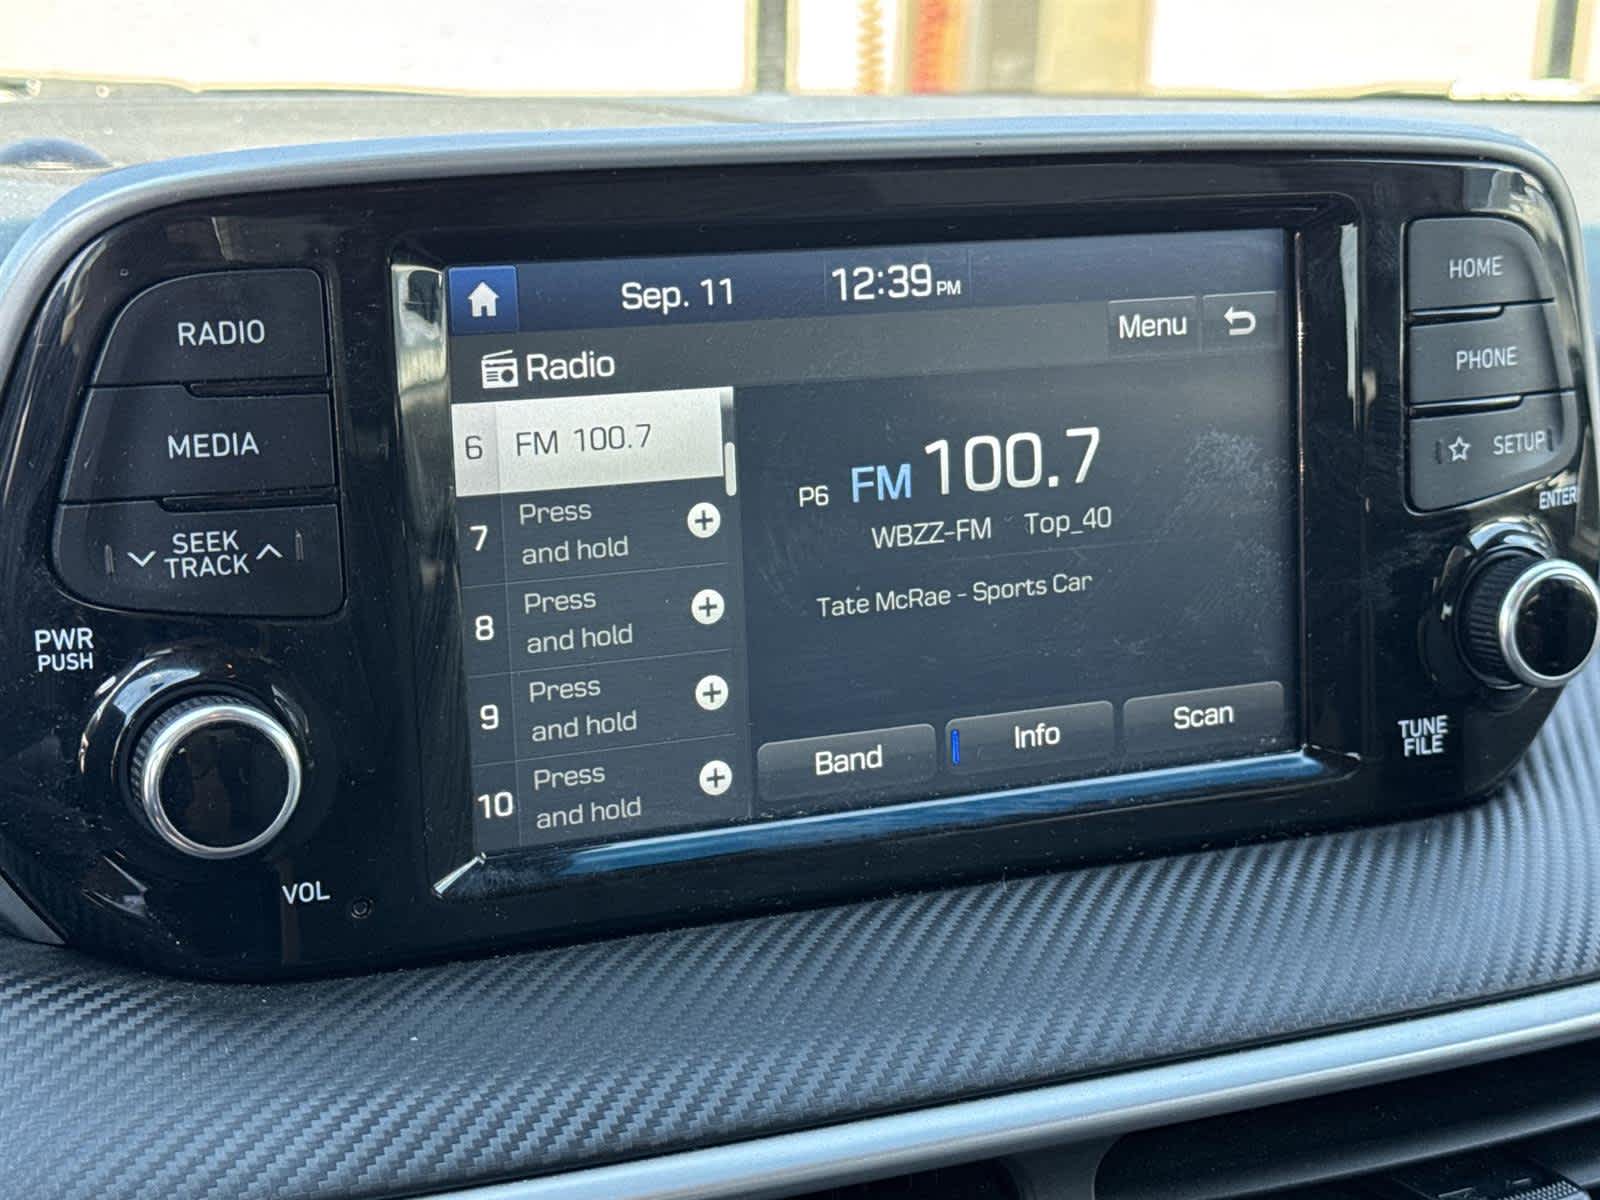 Sep. 11 12:39 PM
Menu
Radio
6 FM 100.7
7 Press
and hold
8 Press
and hold
9 Press
and hold
10 Press
and hold
P6 FM 100.7
WBZZ-FM Top_40
Tate McRae - Sports Car
Band Info Scan
RADIO
MEDIA
SEEK
TRACK
PWR
PUSH
VOL
HOME
PHONE
SETUP
ENTER
TUNE
FILE